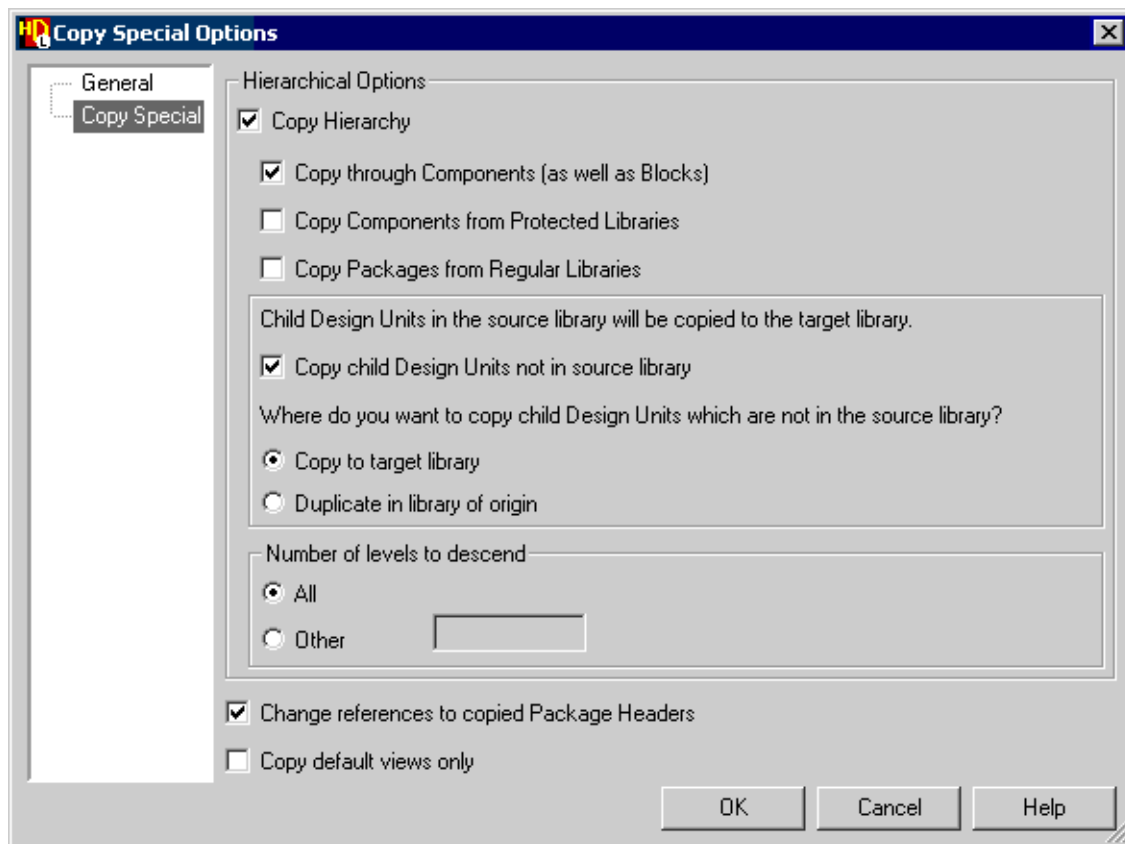 HDL Copy Special Options
General
Copy Special
Hierarchical Options
Copy Hierarchy
Copy through Components (as well as Blocks)
Copy Components from Protected Libraries
Copy Packages from Regular Libraries
Child Design Units in the source library will be copied to the target library.
Copy child Design Units not in source library
Where do you want to copy child Design Units which are not in the source library?
Copy to target library
Duplicate in library of origin
Number of levels to descend
All
Other
Change references to copied Package Headers
Copy default views only
OK Cancel Help